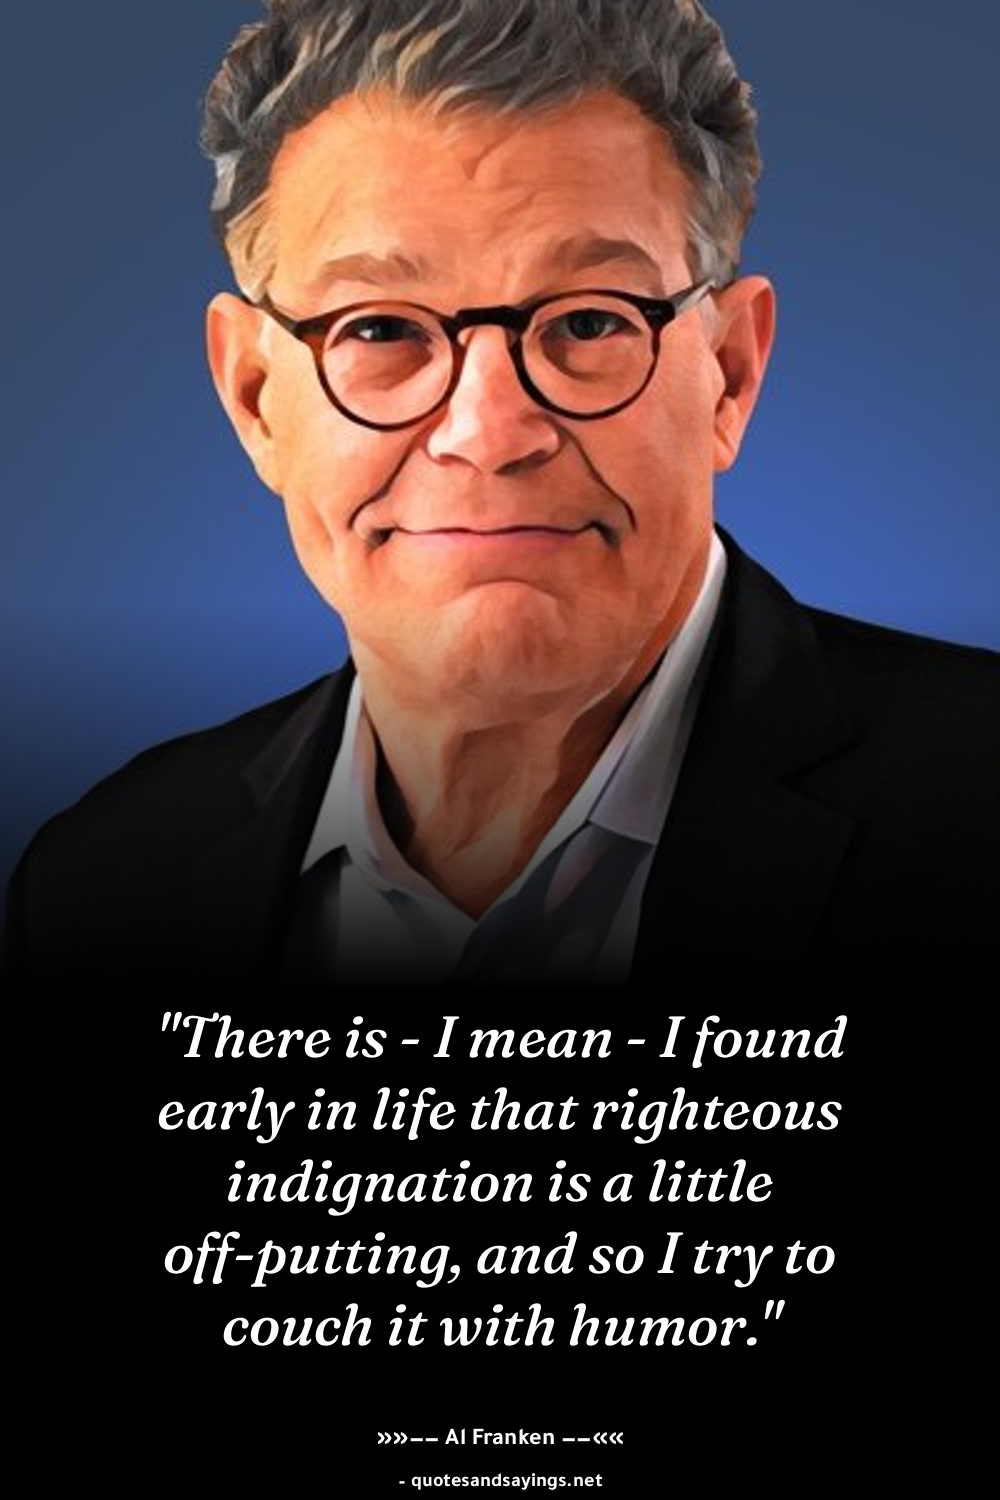 "There is - I mean - I found
early in life that righteous
indignation is a little
off-putting, and so I try to
couch it with humor."
»»–– Al Franken ––««
- quotesandsayings.net